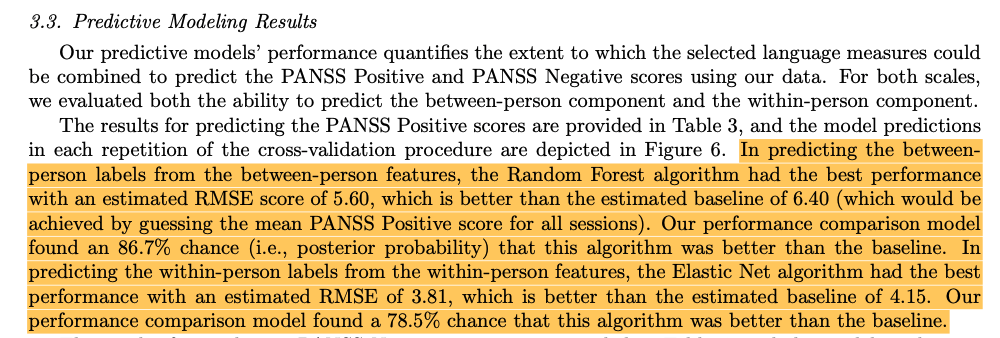 3.3. Predictive Modeling Results
Our predictive models' performance quantifies the extent to which the selected language measures could
be combined to predict the PANSS Positive and PANSS Negative scores using our data. For both scales,
we evaluated both the ability to predict the between-person component and the within-person component.
The results for predicting the PANSS Positive scores are provided in Table 3, and the model predictions
in each repetition of the cross-validation procedure are depicted in Figure 6. In predicting the between-
person labels from the between-person features, the Random Forest algorithm had the best performance
with an estimated RMSE score of 5.60, which is better than the estimated baseline of 6.40 (which would be
achieved by guessing the mean PANSS Positive score for all sessions). Our performance comparison model
found an 86.7% chance (i.e., posterior probability) that this algorithm was better than the baseline. In
predicting the within-person labels from the within-person features, the Elastic Net algorithm had the best
performance with an estimated RMSE of 3.81, which is better than the estimated baseline of 4.15. Our
performance comparison model found a 78.5% chance that this algorithm was better than the baseline.